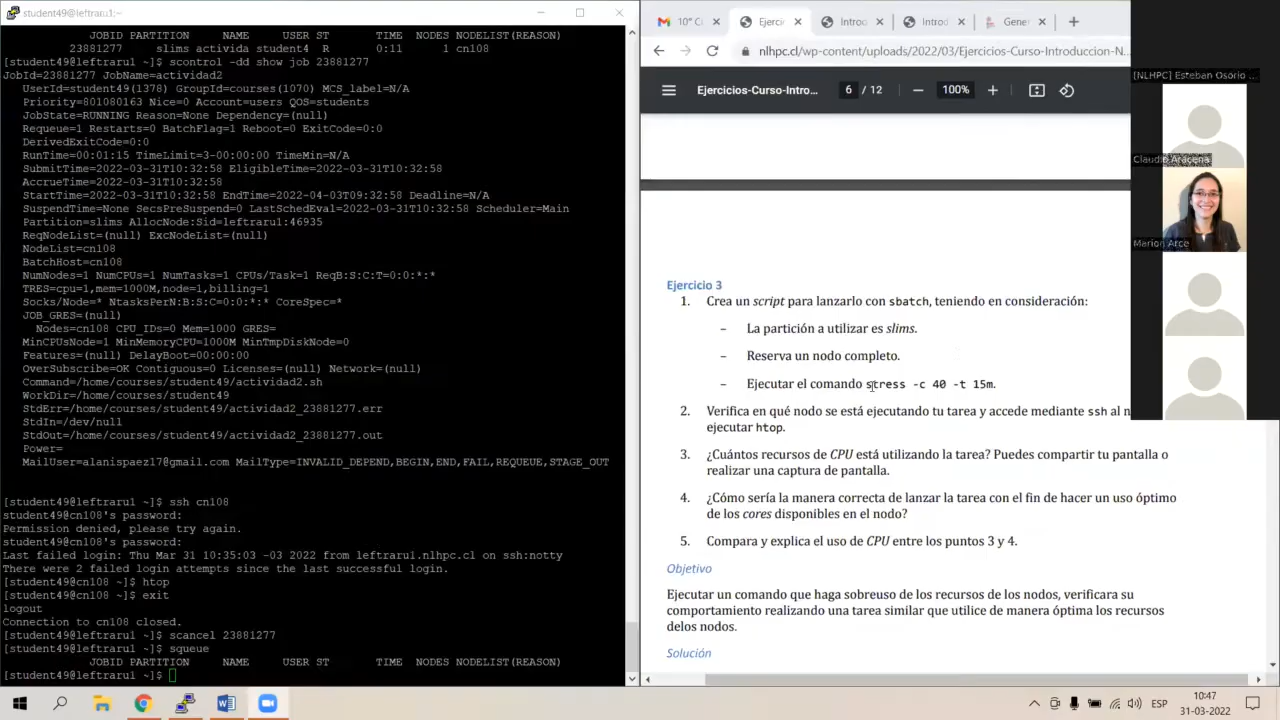 student49@leftraru1:~
JOBID PARTITION NAME USER ST TIME NODES NODELIST(REASON)
23881277 slims activida student4 R 0:11 1 cn108
[student49@leftraru1 ~]$ scontrol -dd show job 23881277
JobId=23881277 JobName=actividad2
UserId=student49(1378) GroupId=courses(1070) MCS_label=N/A
Priority=801080163 Nice=0 Account=users QOS=students
JobState=RUNNING Reason=None Dependency=(null)
Requeue=1 Restarts=0 BatchFlag=1 Reboot=0 ExitCode=0:0
DerivedExitCode=0:0
RunTime=00:01:15 TimeLimit=3-00:00:00 TimeMin=N/A
SubmitTime=2022-03-31T10:32:58 EligibleTime=2022-03-31T10:32:58
AccrueTime=2022-03-31T10:32:58
StartTime=2022-03-31T10:32:58 EndTime=2022-04-03T09:32:58 Deadline=N/A
SuspendTime=None SecsPreSuspend=0 LastSchedEval=2022-03-31T10:32:58 Scheduler=Main
Partition=slims AllocNode:Sid=leftraru1:46935
ReqNodeList=(null) ExcNodeList=(null)
NodeList=cn108
BatchHost=cn108
NumNodes=1 NumCPUs=1 NumTasks=1 CPUs/Task=1 ReqB:S:C:T=0:0:*:*
TRES=cpu=1,mem=1000M,node=1,billing=1
Socks/Node=* NtasksPerN:B:S:C=0:0:*:* CoreSpec=*
JOB_GRES=(null)
Nodes=cn108 CPU_IDs=0 Mem=1000 GRES=
MinCPUsNode=1 MinMemoryCPU=1000M MinTmpDiskNode=0
Features=(null) DelayBoot=00:00:00
OverSubscribe=OK Contiguous=0 Licenses=(null) Network=(null)
Command=/home/courses/student49/actividad2.sh
WorkDir=/home/courses/student49
StdErr=/home/courses/student49/actividad2_23881277.err
StdIn=/dev/null
StdOut=/home/courses/student49/actividad2_23881277.out
Power=
MailUser=alanispaez17@gmail.com MailType=INVALID_DEPEND,BEGIN,END,FAIL,REQUEUE,STAGE_OUT
[student49@leftraru1 ~]$ ssh cn108
student49@cn108's password:
Permission denied, please try again.
student49@cn108's password:
Last failed login: Thu Mar 31 10:35:03 -03 2022 from leftraru1.nlhpc.cl on ssh:notty
There were 2 failed login attempts since the last successful login.
[student49@cn108 ~]$ htop
[student49@cn108 ~]$ exit
logout
Connection to cn108 closed.
[student49@leftraru1 ~]$ scancel 23881277
[student49@leftraru1 ~]$ squeue
JOBID PARTITION NAME USER ST TIME NODES NODELIST(REASON)
[student49@leftraru1 ~]$
10° C
Ejercic
Introd
Introd
Gener
nlhpc.cl/wp-content/uploads/2022/03/Ejercicios-Curso-Introduccion-N
Ejercicios-Curso-Intro... 6 / 12 100%
Ejercicio 3
1. Crea un script para lanzarlo con sbatch, teniendo en consideración:
– La partición a utilizar es slims.
– Reserva un nodo completo.
– Ejecutar el comando stress -c 40 -t 15m.
2. Verifica en qué nodo se está ejecutando tu tarea y accede mediante ssh al n
ejecutar htop.
3. ¿Cuántos recursos de CPU está utilizando la tarea? Puedes compartir tu pantalla o
realizar una captura de pantalla.
4. ¿Cómo sería la manera correcta de lanzar la tarea con el fin de hacer un uso óptimo
de los cores disponibles en el nodo?
5. Compara y explica el uso de CPU entre los puntos 3 y 4.
Objetivo
Ejecutar un comando que haga sobreuso de los recursos de los nodos, verificara su
comportamiento realizando una tarea similar que utilice de manera óptima los recursos
delos nodos.
Solución
[NLHPC] Esteban Osorio ...
Claudio Aracena
Marion Arce
ESP
10:47
31-03-2022